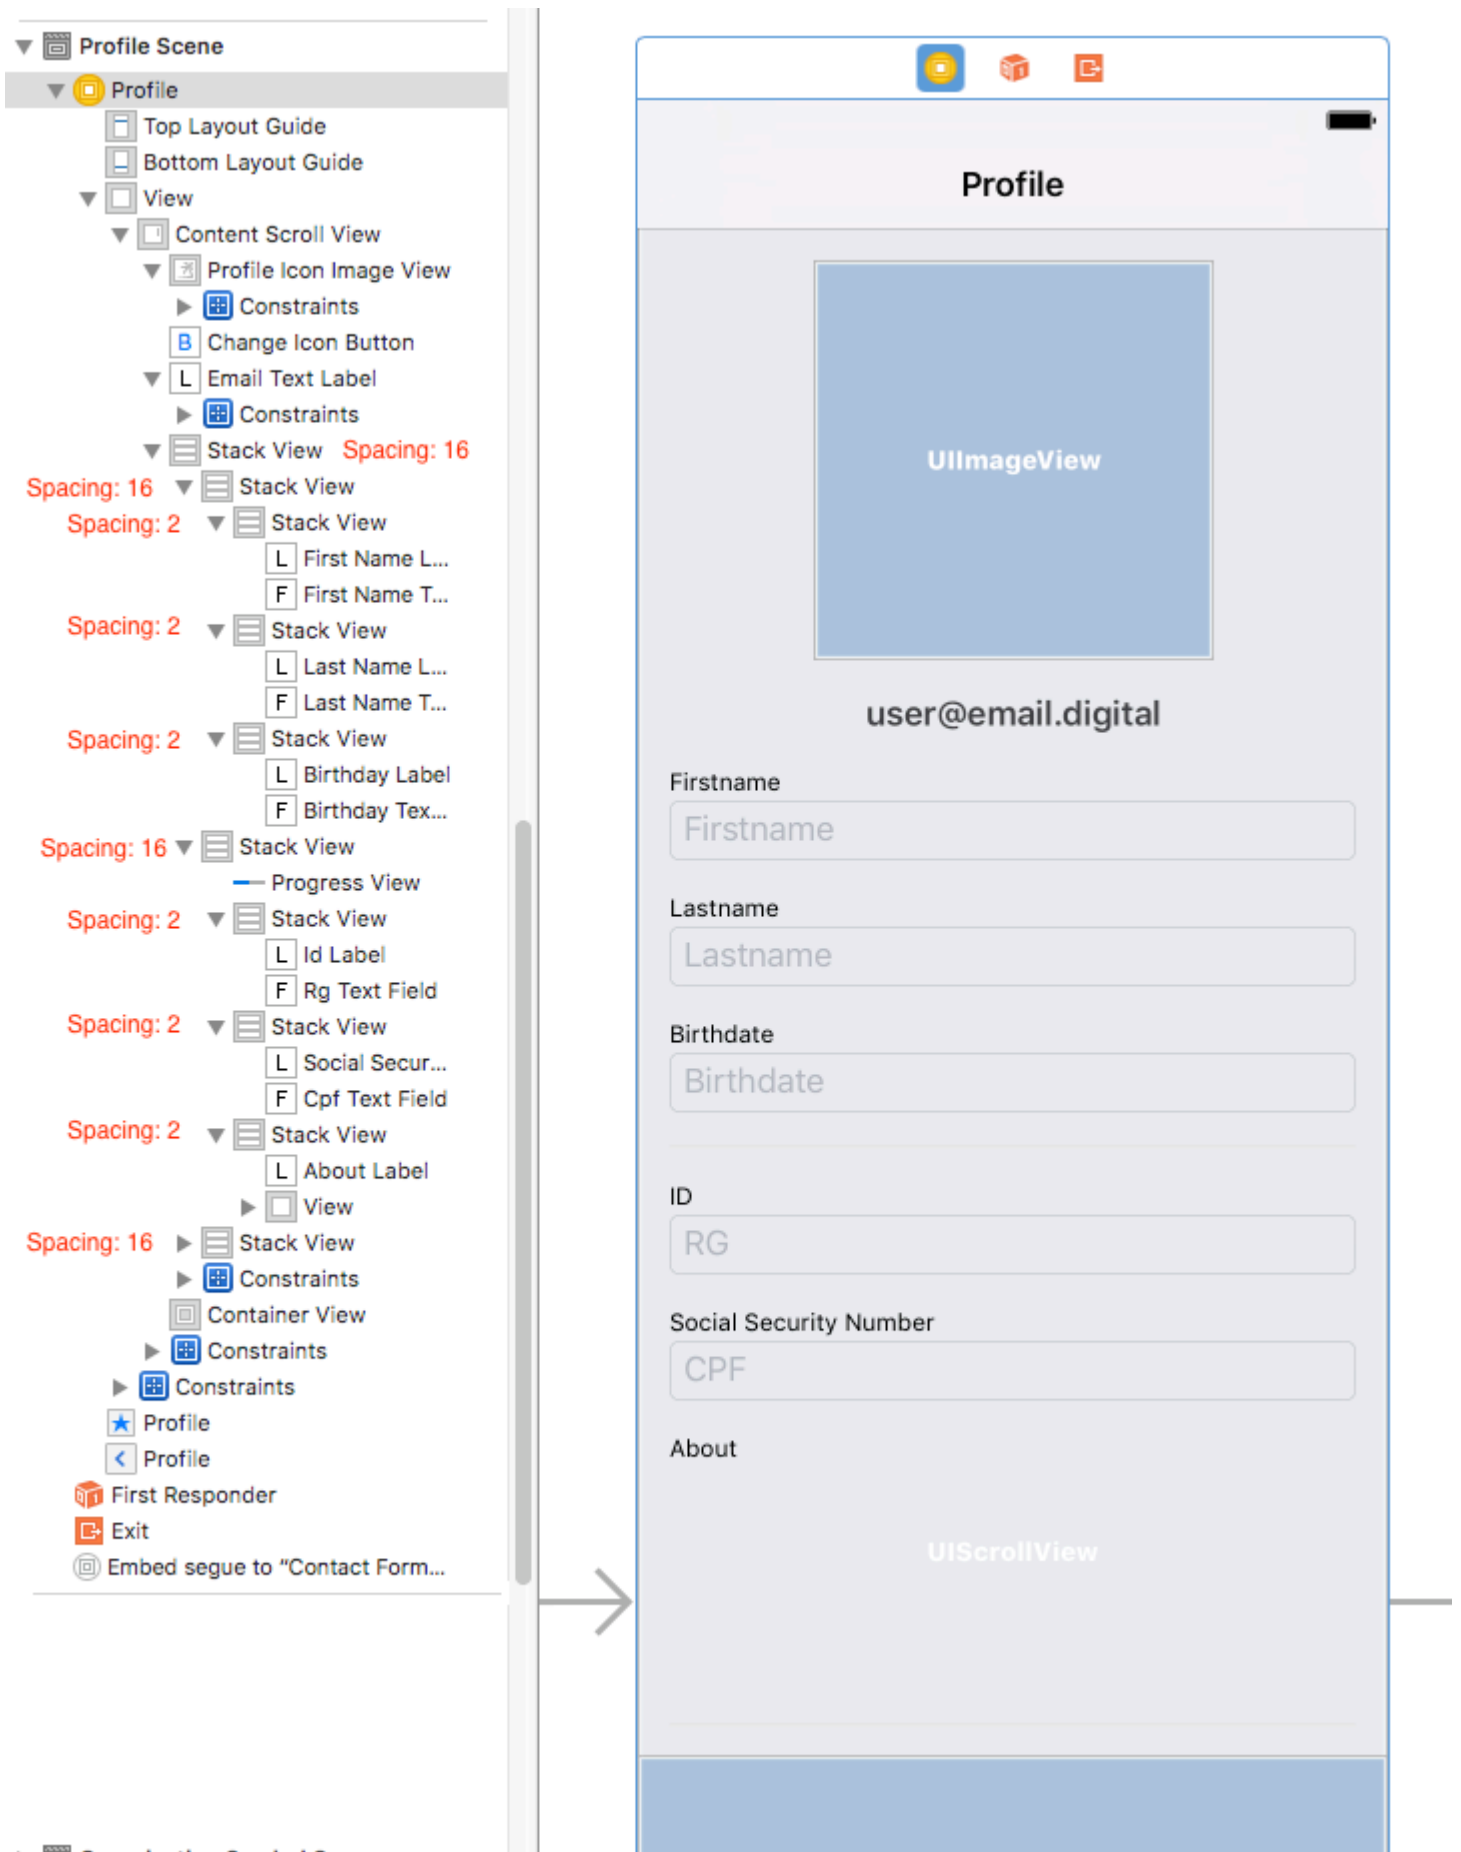 Profile Scene
Profile
Top Layout Guide
Bottom Layout Guide
View
Content Scroll View
Profile Icon Image View
Constraints
B Change Icon Button
L Email Text Label
Constraints
Stack View Spacing: 16
Spacing: 16 Stack View
Spacing: 2 Stack View
L First Name L...
F First Name T...
Spacing: 2 Stack View
L Last Name L...
F Last Name T...
Spacing: 2 Stack View
L Birthday Label
F Birthday Tex...
Spacing: 16 Stack View
Progress View
Spacing: 2 Stack View
L Id Label
F Rg Text Field
Spacing: 2 Stack View
L Social Secur...
F Cpf Text Field
Spacing: 2 Stack View
L About Label
View
Spacing: 16 Stack View
Constraints
Container View
Constraints
Constraints
Profile
Profile
First Responder
Exit
Embed segue to “Contact Form...
Profile
UIImageView
user@email.digital
Firstname
Firstname
Lastname
Lastname
Birthdate
Birthdate
ID
RG
Social Security Number
CPF
About
UIScrollView